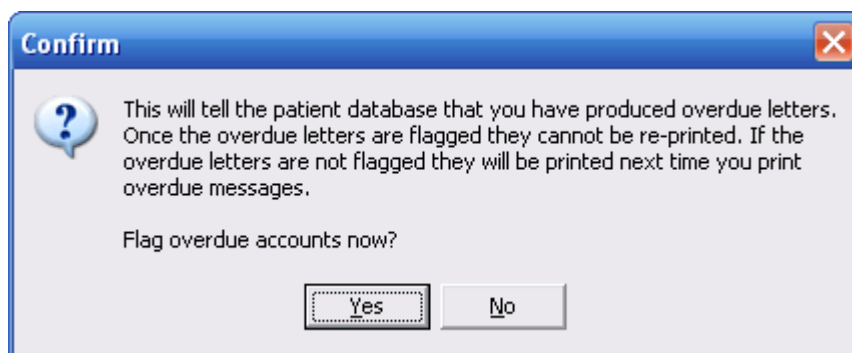 Confirm
This will tell the patient database that you have produced overdue letters.
Once the overdue letters are flagged they cannot be re-printed. If the
overdue letters are not flagged they will be printed next time you print
overdue messages.
Flag overdue accounts now?
Yes No